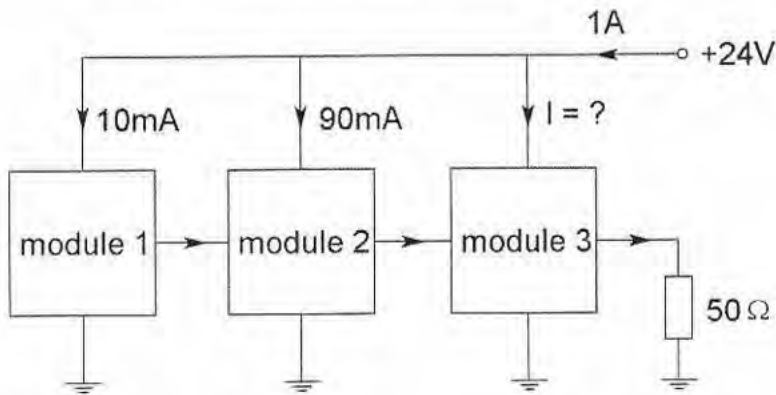 1A
+24V
10mA
90mA
I = ?
module 1
module 2
module 3
50 Ω